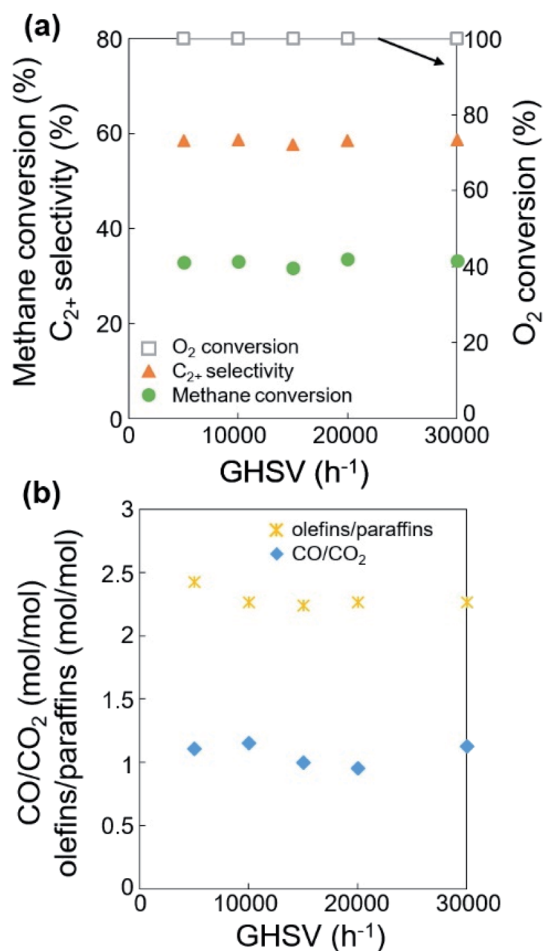 (a)
80
60
40
20
0
Methane conversion (%)
C₂₊ selectivity (%)
100
80
60
40
20
0
O₂ conversion (%)
O₂ conversion
C₂₊ selectivity
Methane conversion
0 10000 20000 30000
GHSV (h⁻¹)
(b)
3
2.5
2
1.5
1
0.5
0
CO/CO₂ (mol/mol)
olefins/paraffins (mol/mol)
olefins/paraffins
CO/CO₂
0 10000 20000 30000
GHSV (h⁻¹)